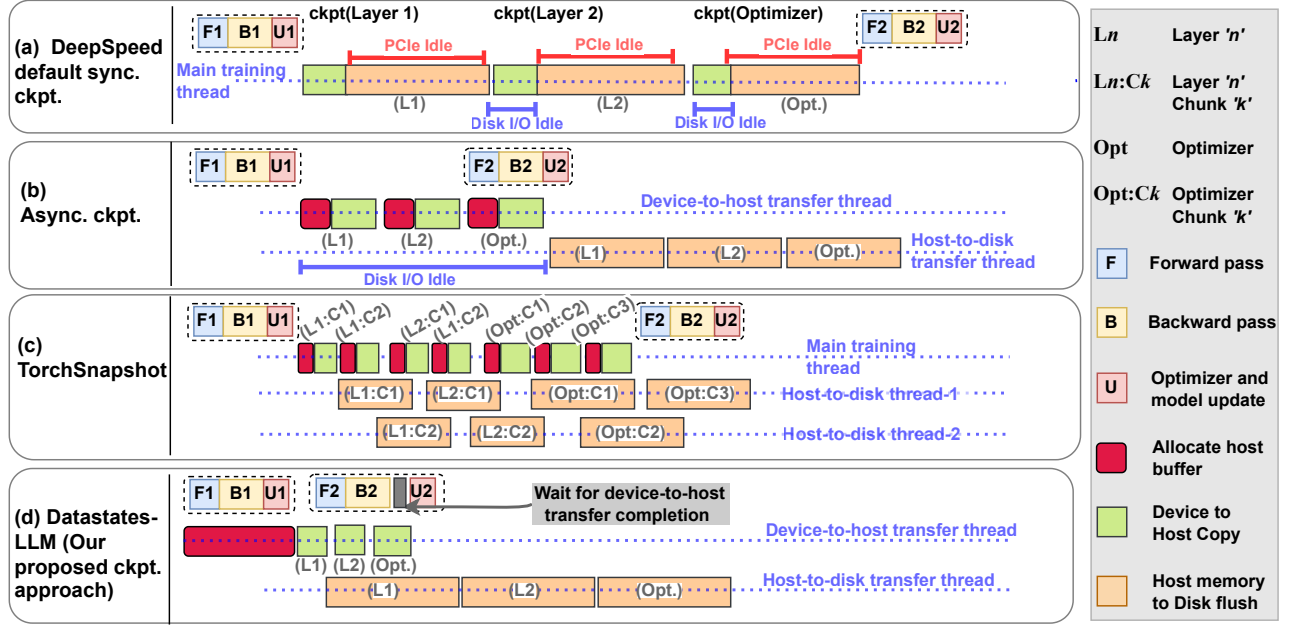 (a) DeepSpeed
default sync.
ckpt.
ckpt(Layer 1)
ckpt(Layer 2)
ckpt(Optimizer)
F1 B1 U1
F2 B2 U2
PCIe Idle
PCIe Idle
PCIe Idle
Main training
thread
(L1)
(L2)
(Opt.)
Disk I/O Idle
Disk I/O Idle
(b)
Async. ckpt.
F1 B1 U1
F2 B2 U2
Device-to-host transfer thread
(L1)
(L2)
(Opt.)
Host-to-disk
transfer thread
(L1)
(L2)
(Opt.)
Disk I/O Idle
(c)
TorchSnapshot
F1 B1 U1
(L1:C1)
(L1:C2)
(L2:C1)
(L1:C2)
(Opt:C1)
(Opt:C2)
(Opt:C3)
F2 B2 U2
Main training
thread
(L1:C1)
(L2:C1)
(Opt:C1)
(Opt:C3)
Host-to-disk thread-1
(L1:C2)
(L2:C2)
(Opt:C2)
Host-to-disk thread-2
(d) Datastates-
LLM (Our
proposed ckpt.
approach)
F1 B1 U1
F2 B2 U2
Wait for device-to-host
transfer completion
Device-to-host transfer thread
(L1)
(L2)
(Opt.)
Host-to-disk transfer thread
(L1)
(L2)
(Opt.)
Ln Layer 'n'
Ln:Ck Layer 'n'
Chunk 'k'
Opt Optimizer
Opt:Ck Optimizer
Chunk 'k'
F Forward pass
B Backward pass
U Optimizer and
model update
Allocate host
buffer
Device to
Host Copy
Host memory
to Disk flush